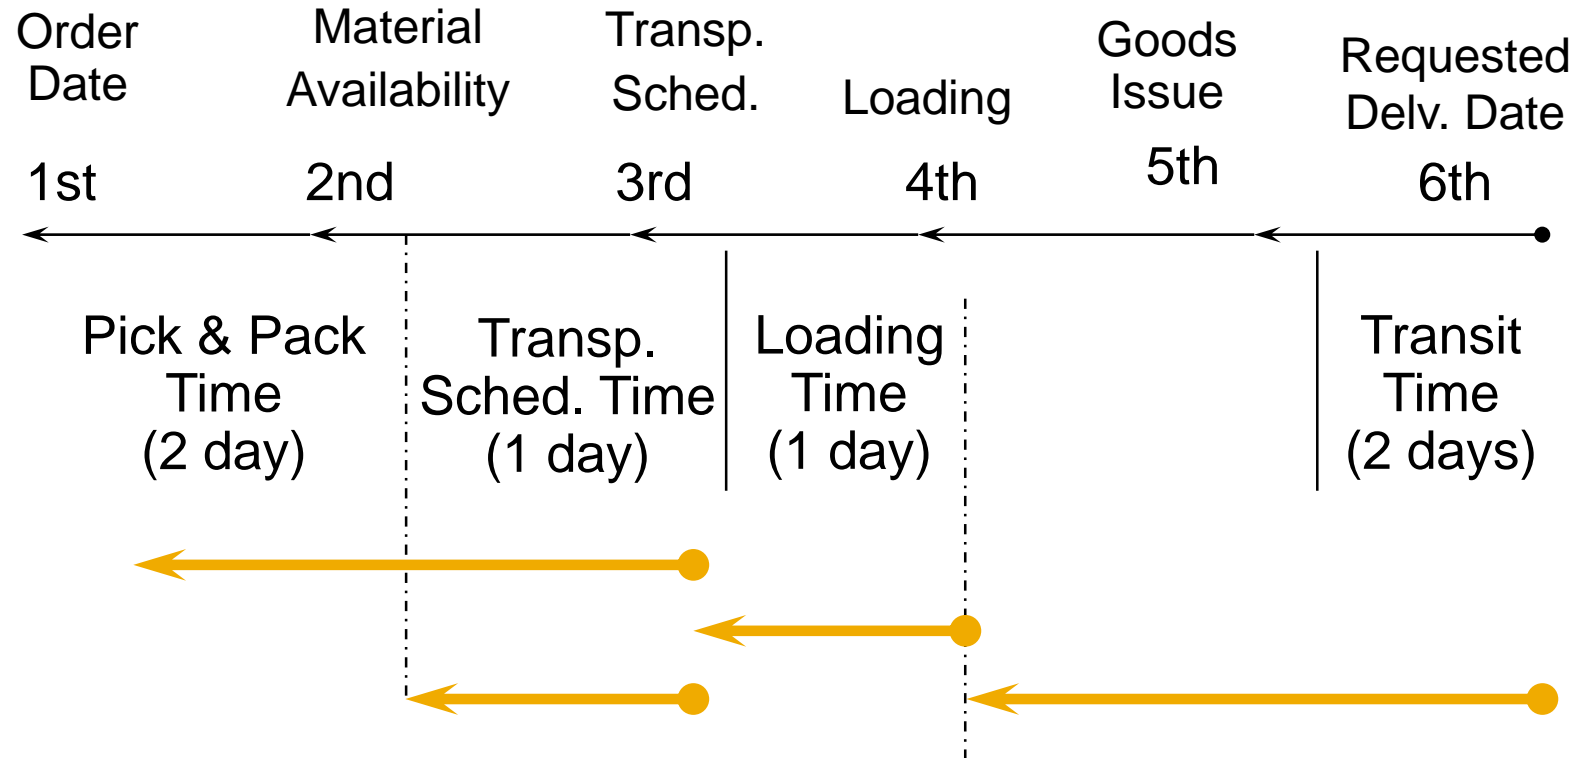 Order
Date
Material
Availability
Transp.
Sched.
Loading
Goods
Issue
Requested
Delv. Date
1st
2nd
3rd
4th
5th
6th
Pick & Pack
Time
(2 day)
Transp.
Sched. Time
(1 day)
Loading
Time
(1 day)
Transit
Time
(2 days)